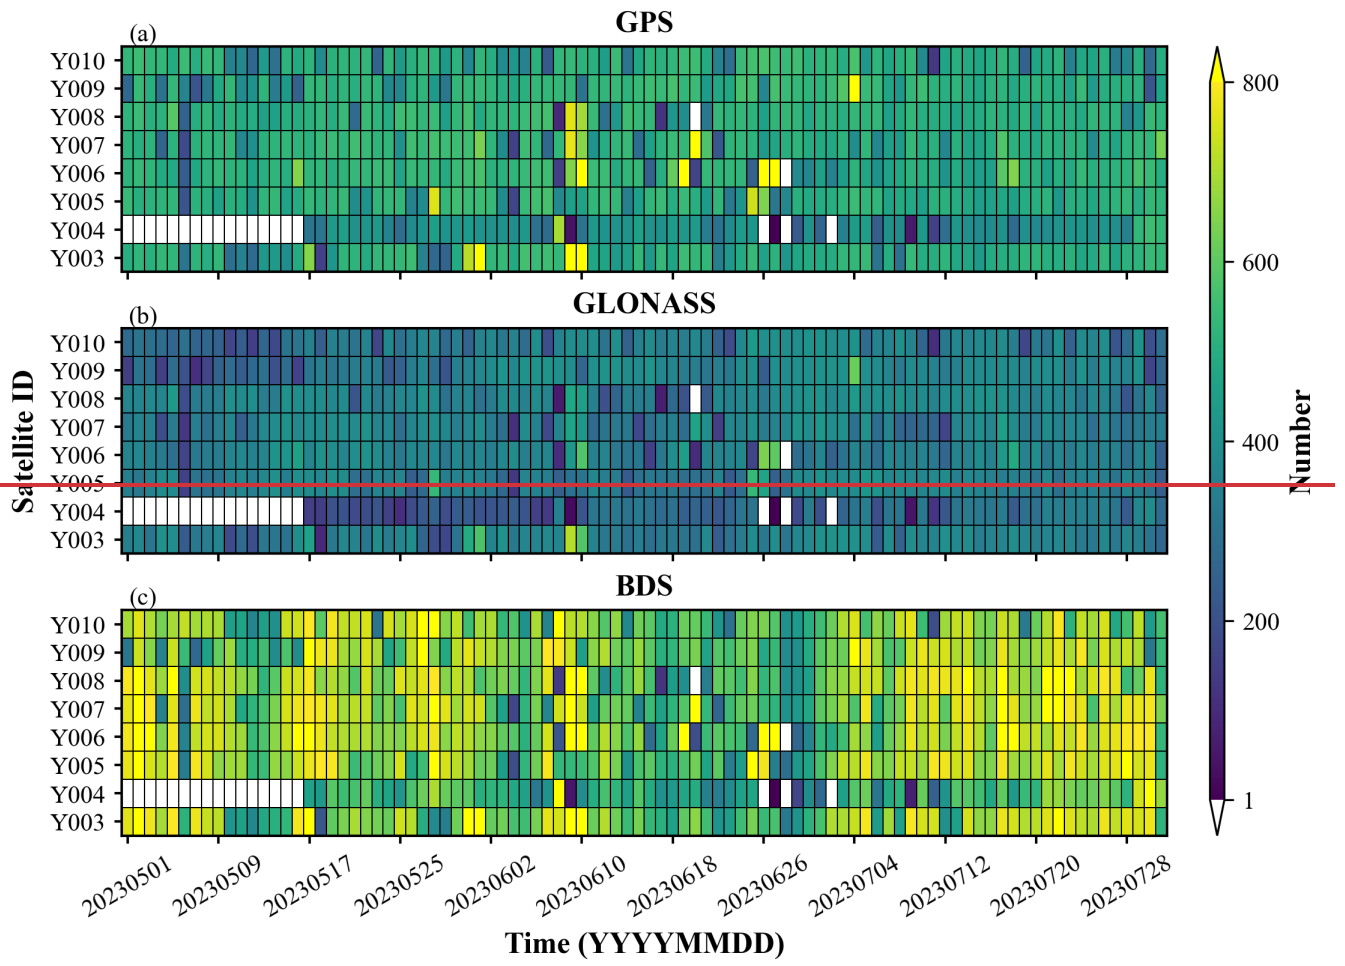 GPS
(a)
Y010
Y009
Y008
Y007
Y006
Y005
Y004
Y003
GLONASS
(b)
Y010
Y009
Y008
Y007
Y006
Y005
Y004
Y003
BDS
(c)
Y010
Y009
Y008
Y007
Y006
Y005
Y004
Y003
20230501 20230509 20230517 20230525 20230602 20230610 20230618 20230626 20230704 20230712 20230720 20230728
Time (YYYYMMDD)
Satellite ID
800
600
400
200
1
Number